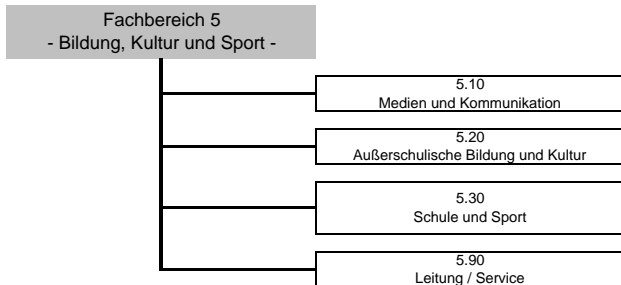 Fachbereich 5
- Bildung, Kultur und Sport -
5.10
Medien und Kommunikation
5.20
Außerschulische Bildung und Kultur
5.30
Schule und Sport
5.90
Leitung / Service